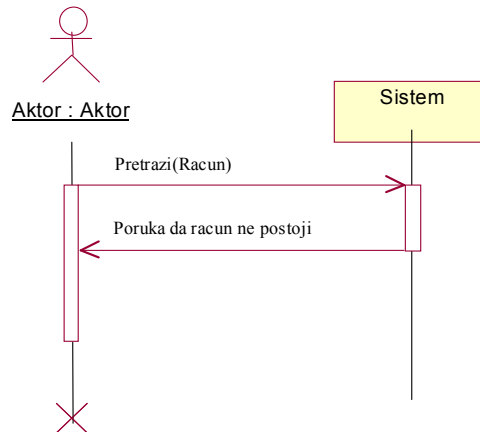 Aktor : Aktor
Sistem
Pretrazi(Racun)
Poruka da racun ne postoji